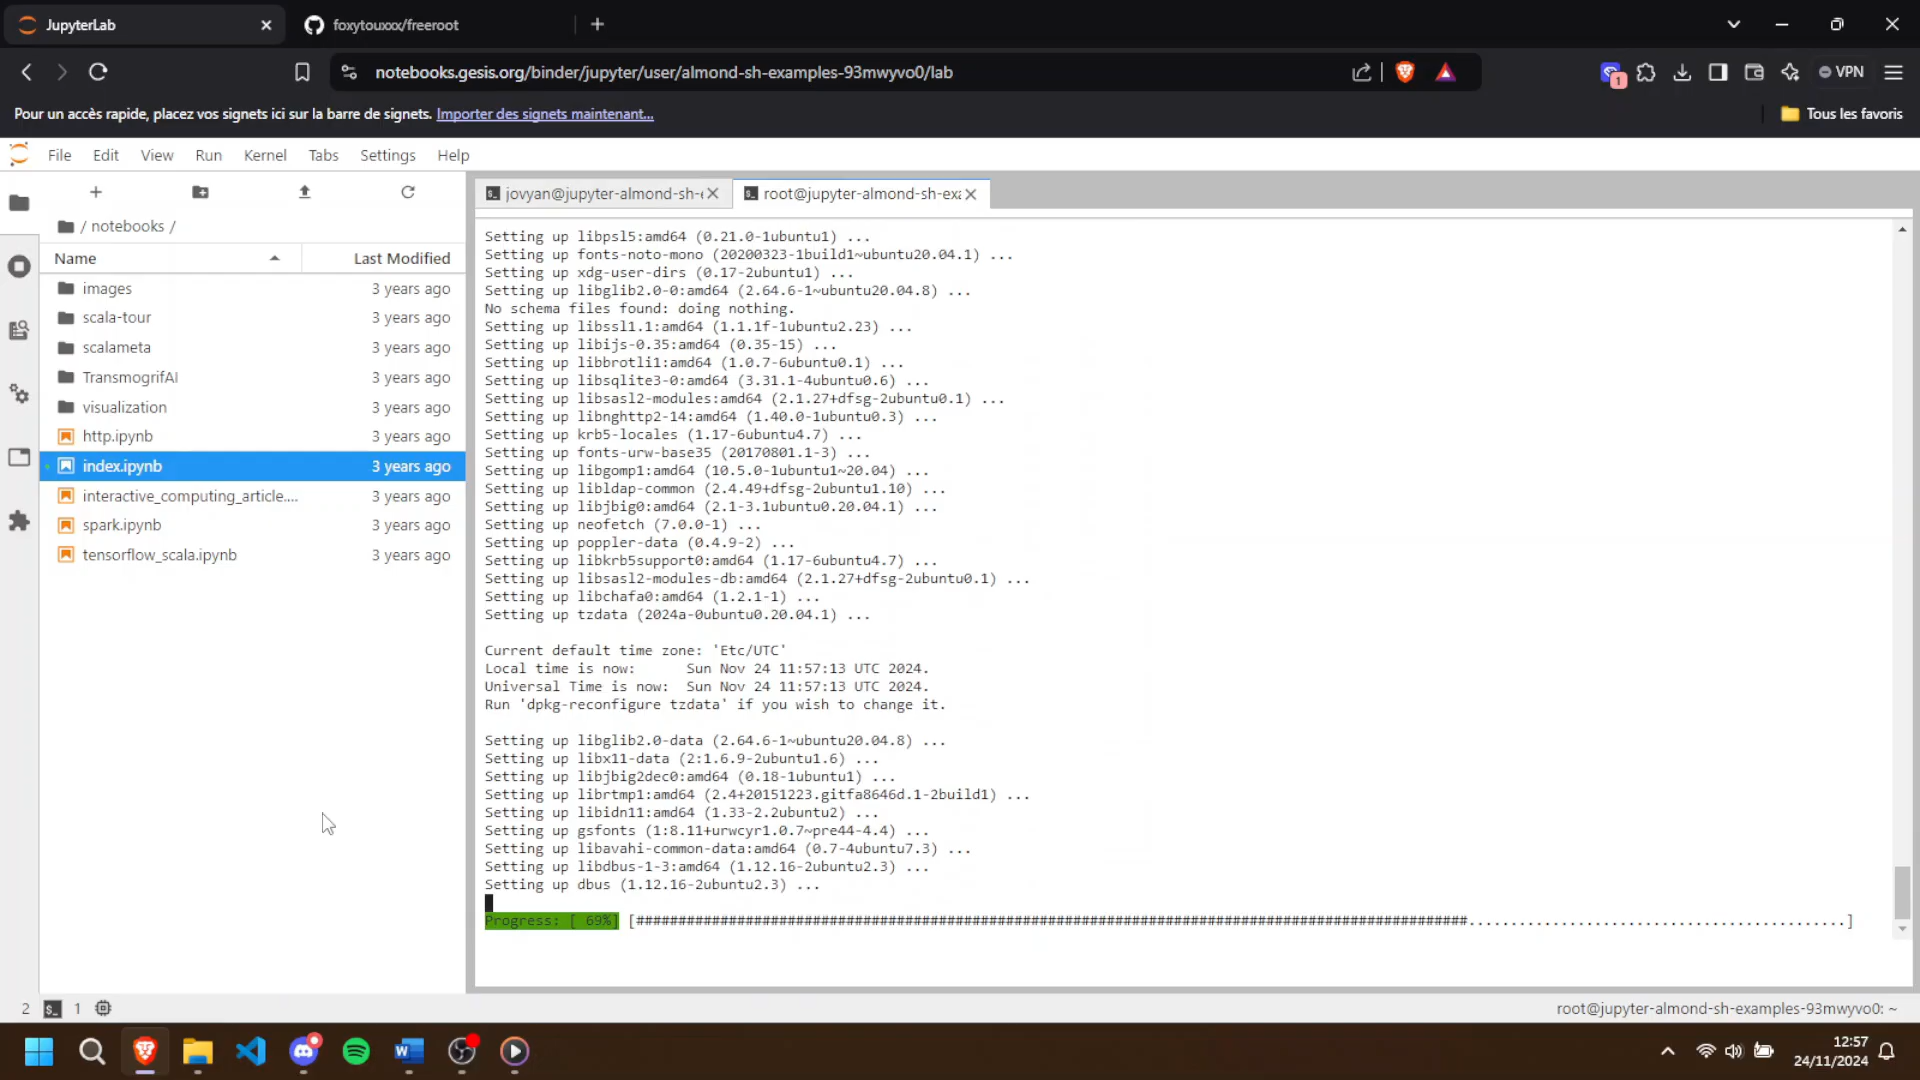 JupyterLab
foxytouxxx/freeroot
notebooks.gesis.org/binder/jupyter/user/almond-sh-examples-93mwyvo0/lab
1
VPN
Pour un accès rapide, placez vos signets ici sur la barre de signets. Importer des signets maintenant...
Tous les favoris
File Edit View Run Kernel Tabs Settings Help
jovyan@jupyter-almond-sh-
root@jupyter-almond-sh-exa
/ notebooks /
Name Last Modified
images 3 years ago
scala-tour 3 years ago
scalameta 3 years ago
TransmogrifAI 3 years ago
visualization 3 years ago
http.ipynb 3 years ago
index.ipynb 3 years ago
interactive_computing_article.... 3 years ago
spark.ipynb 3 years ago
tensorflow_scala.ipynb 3 years ago
Setting up libpsl5:amd64 (0.21.0-1ubuntu1) ...
Setting up fonts-noto-mono (20200323-1build1~ubuntu20.04.1) ...
Setting up xdg-user-dirs (0.17-2ubuntu1) ...
Setting up libglib2.0-0:amd64 (2.64.6-1~ubuntu20.04.8) ...
No schema files found: doing nothing.
Setting up libssl1.1:amd64 (1.1.1f-1ubuntu2.23) ...
Setting up libijs-0.35:amd64 (0.35-15) ...
Setting up libbrotli1:amd64 (1.0.7-6ubuntu0.1) ...
Setting up libsqlite3-0:amd64 (3.31.1-4ubuntu0.6) ...
Setting up libsasl2-modules:amd64 (2.1.27+dfsg-2ubuntu0.1) ...
Setting up libnghttp2-14:amd64 (1.40.0-1ubuntu0.3) ...
Setting up krb5-locales (1.17-6ubuntu4.7) ...
Setting up fonts-urw-base35 (20170801.1-3) ...
Setting up libgomp1:amd64 (10.5.0-1ubuntu1~20.04) ...
Setting up libldap-common (2.4.49+dfsg-2ubuntu1.10) ...
Setting up libjbig0:amd64 (2.1-3.1ubuntu0.20.04.1) ...
Setting up neofetch (7.0.0-1) ...
Setting up poppler-data (0.4.9-2) ...
Setting up libkrb5support0:amd64 (1.17-6ubuntu4.7) ...
Setting up libsasl2-modules-db:amd64 (2.1.27+dfsg-2ubuntu0.1) ...
Setting up libchafa0:amd64 (1.2.1-1) ...
Setting up tzdata (2024a-0ubuntu0.20.04.1) ...
Current default time zone: 'Etc/UTC'
Local time is now: Sun Nov 24 11:57:13 UTC 2024.
Universal Time is now: Sun Nov 24 11:57:13 UTC 2024.
Run 'dpkg-reconfigure tzdata' if you wish to change it.
Setting up libglib2.0-data (2.64.6-1~ubuntu20.04.8) ...
Setting up libx11-data (2:1.6.9-2ubuntu1.6) ...
Setting up libjbig2dec0:amd64 (0.18-1ubuntu1) ...
Setting up librtmp1:amd64 (2.4+20151223.gitfa8646d.1-2build1) ...
Setting up libidn11:amd64 (1.33-2.2ubuntu2) ...
Setting up gsfonts (1:8.11+urwcyr1.0.7~pre44-4.4) ...
Setting up libavahi-common-data:amd64 (0.7-4ubuntu7.3) ...
Setting up libdbus-1-3:amd64 (1.12.16-2ubuntu2.3) ...
Setting up dbus (1.12.16-2ubuntu2.3) ...
Progress: [ 69%] [###################################################################################################.............................................]
2 1 root@jupyter-almond-sh-examples-93mwyvo0: ~
12:57
24/11/2024